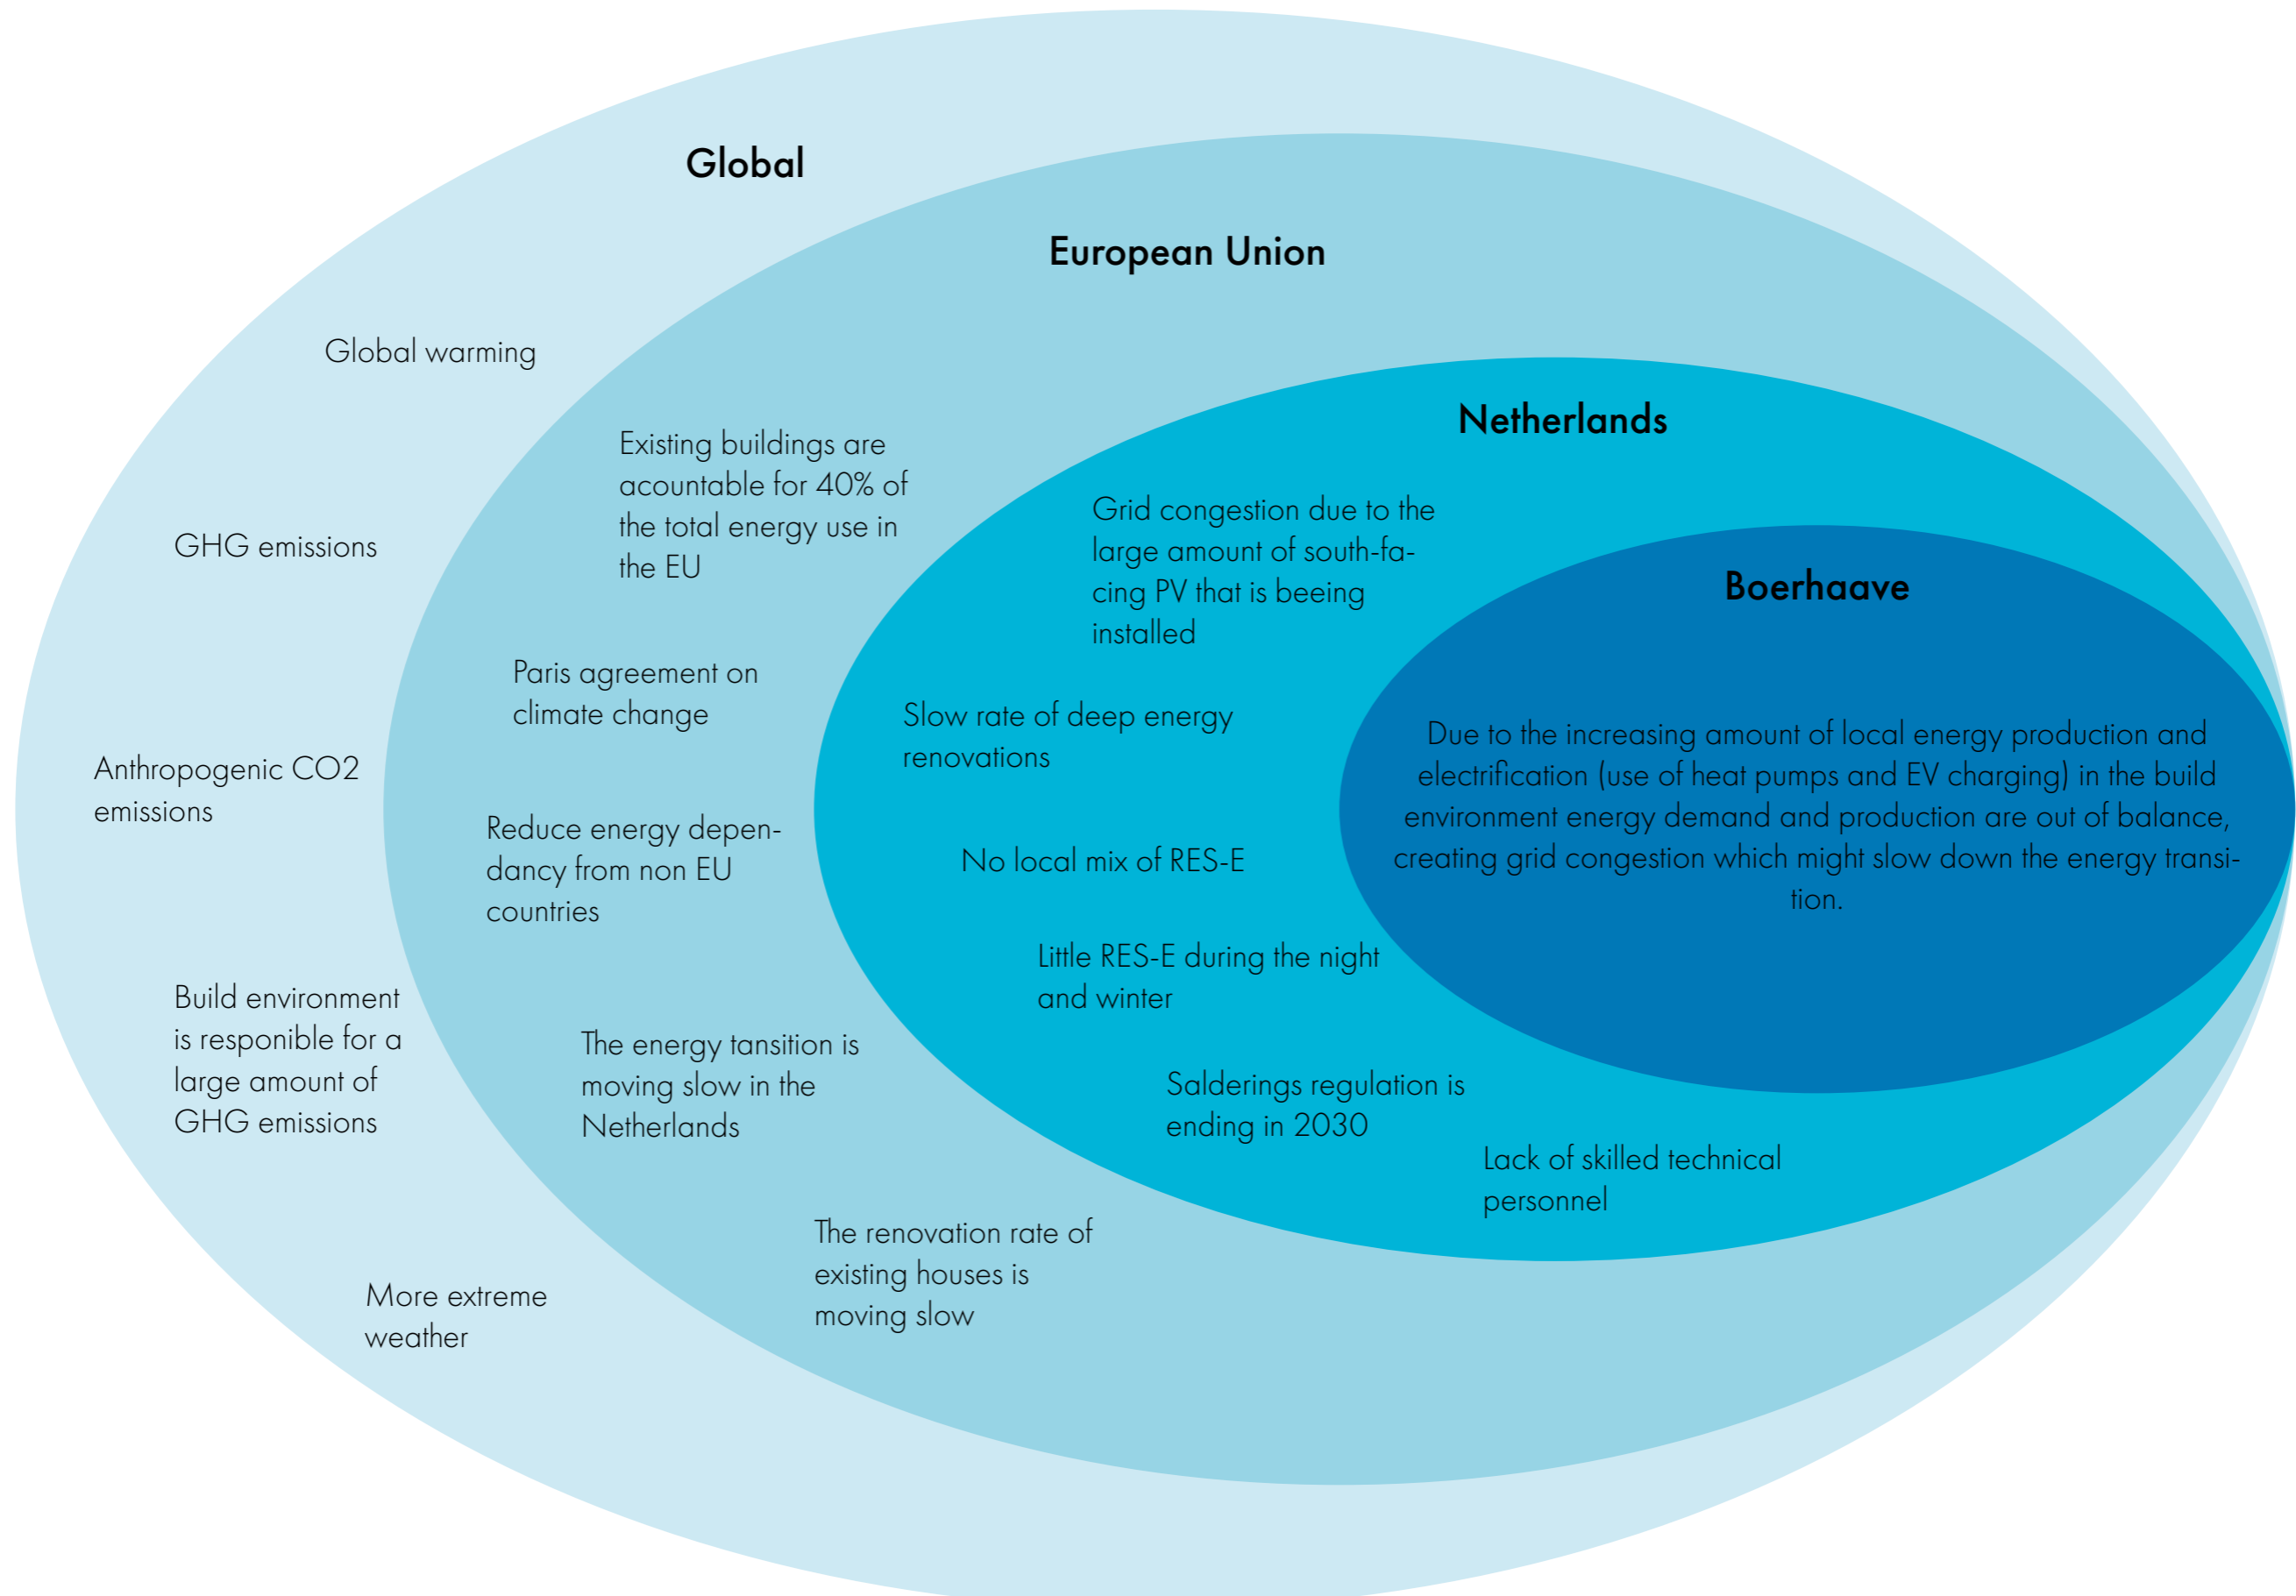 Global
Global warming
GHG emissions
Anthropogenic CO2
emissions
Build environment
is responible for a
large amount of
GHG emissions
More extreme
weather
European Union
Existing buildings are
acountable for 40% of
the total energy use in
the EU
Paris agreement on
climate change
Reduce energy depen-
dancy from non EU
countries
The energy tansition is
moving slow in the
Netherlands
The renovation rate of
existing houses is
moving slow
Netherlands
Grid congestion due to the
large amount of south-fa-
cing PV that is beeing
installed
Slow rate of deep energy
renovations
No local mix of RES-E
Little RES-E during the night
and winter
Salderings regulation is
ending in 2030
Lack of skilled technical
personnel
Boerhaave
Due to the increasing amount of local energy production and
electrification (use of heat pumps and EV charging) in the build
environment energy demand and production are out of balance,
creating grid congestion which might slow down the energy transi-
tion.